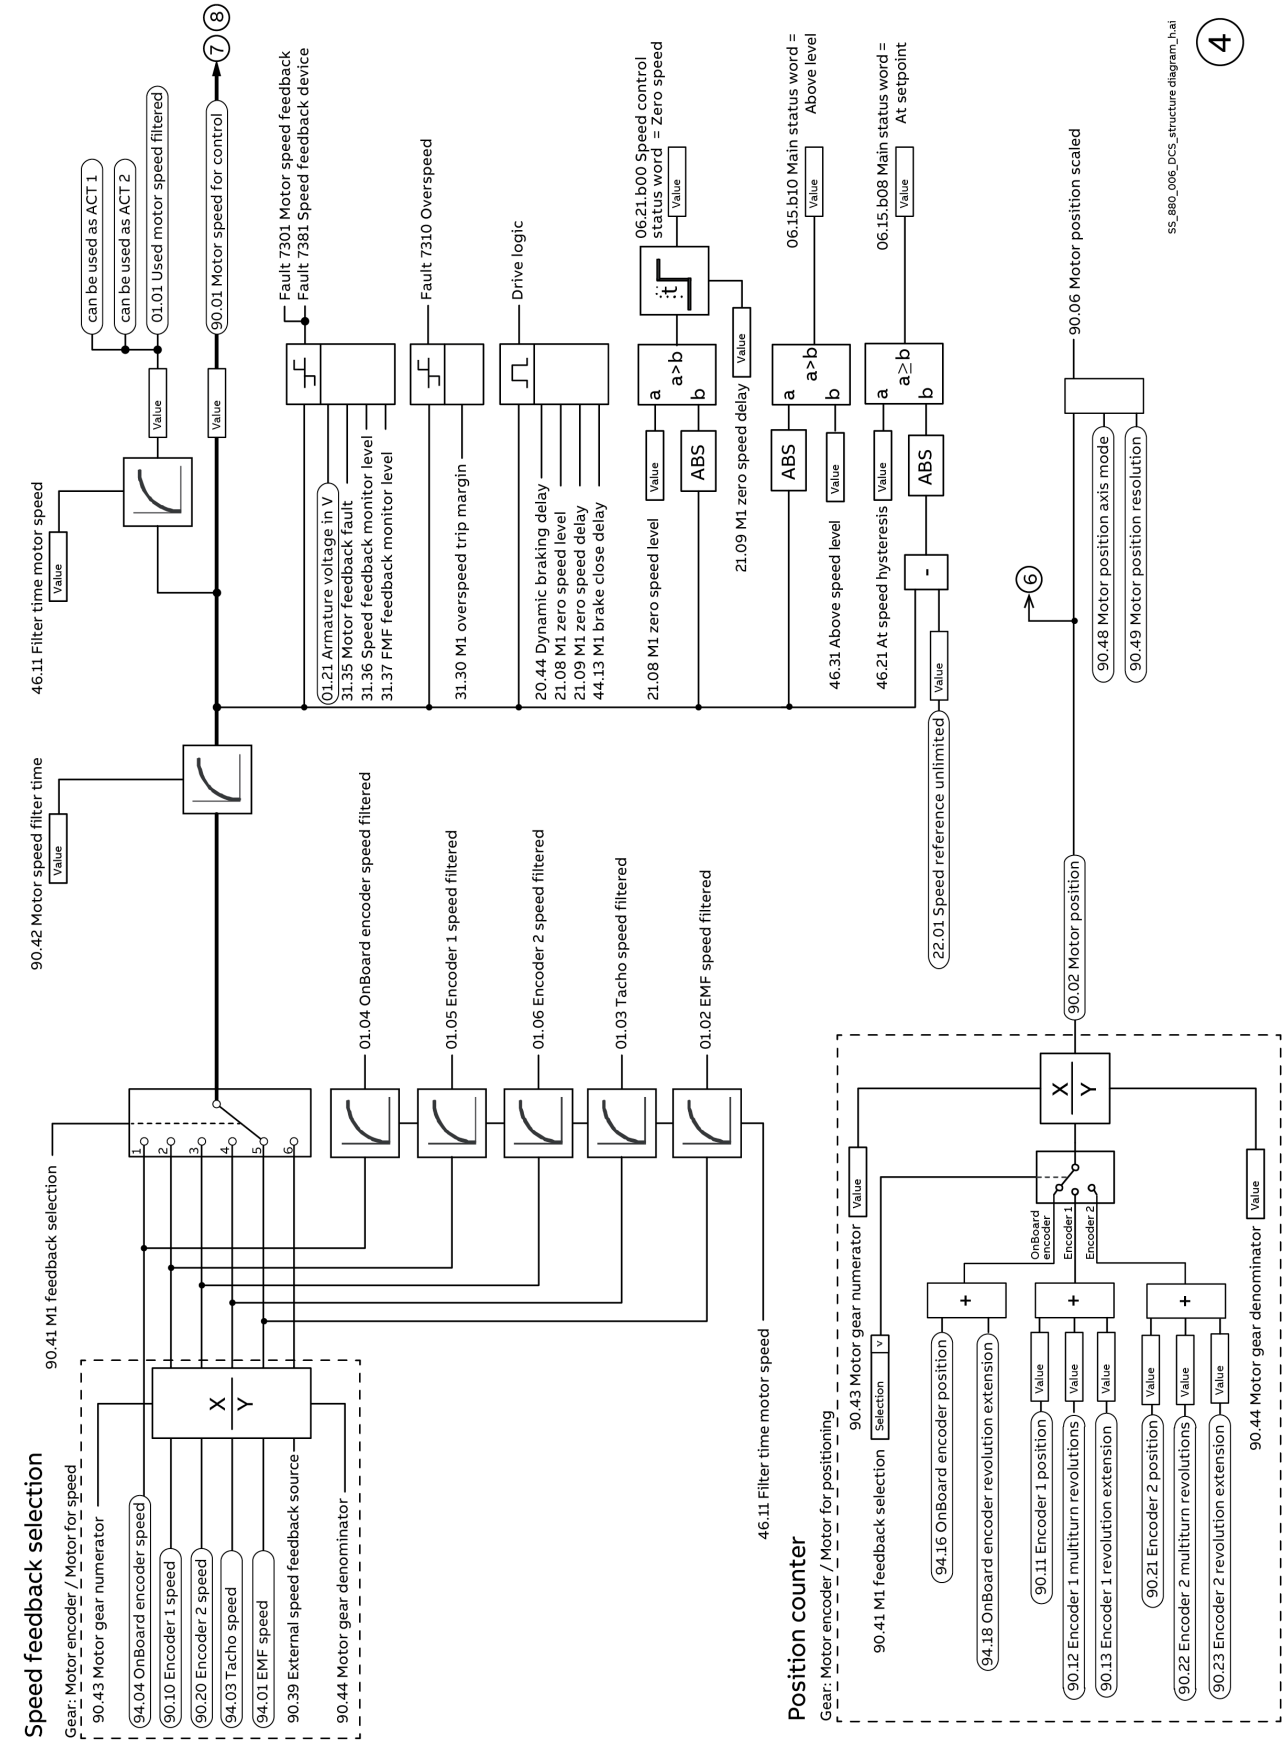 Speed feedback selection
Gear: Motor encoder / Motor for speed
90.43 Motor gear numerator
94.04 OnBoard encoder speed
90.10 Encoder 1 speed
90.20 Encoder 2 speed
94.03 Tacho speed
94.01 EMF speed
90.39 External speed feedback source
90.44 Motor gear denominator
X
Y
90.41 M1 feedback selection
1
2
3
4
5
6
46.11 Filter time motor speed
01.04 OnBoard encoder speed filtered
01.05 Encoder 1 speed filtered
01.06 Encoder 2 speed filtered
01.03 Tacho speed filtered
01.02 EMF speed filtered
90.42 Motor speed filter time
Value
46.11 Filter time motor speed
Value
Value
Value
can be used as ACT 1
can be used as ACT 2
01.01 Used motor speed filtered
90.01 Motor speed for control
7
8
01.21 Armature voltage in V
31.35 Motor feedback fault
31.36 Speed feedback monitor level
31.37 FMF feedback monitor level
Fault 7301 Motor speed feedback
Fault 7381 Speed feedback device
31.30 M1 overspeed trip margin
Fault 7310 Overspeed
20.44 Dynamic braking delay
21.08 M1 zero speed level
21.09 M1 zero speed delay
44.13 M1 brake close delay
Drive logic
21.08 M1 zero speed level
Value
ABS
a
a>b
b
t
21.09 M1 zero speed delay
Value
06.21.b00 Speed control
status word = Zero speed
Value
ABS
46.31 Above speed level
Value
a
a>b
b
Value
06.15.b10 Main status word =
Above level
46.21 At speed hysteresis
Value
ABS
-
a
a≥b
b
Value
06.15.b08 Main status word =
At setpoint
22.01 Speed reference unlimited
Value
Position counter
Gear: Motor encoder / Motor for positioning
90.43 Motor gear numerator
Value
90.41 M1 feedback selection
Selection
v
94.16 OnBoard encoder position
94.18 OnBoard encoder revolution extension
+
90.11 Encoder 1 position
Value
90.12 Encoder 1 multiturn revolutions
Value
90.13 Encoder 1 revolution extension
Value
+
90.21 Encoder 2 position
Value
90.22 Encoder 2 multiturn revolutions
Value
90.23 Encoder 2 revolution extension
Value
+
OnBoard
encoder
Encoder 1
Encoder 2
90.44 Motor gear denominator
Value
X
Y
90.02 Motor position
6
90.48 Motor position axis mode
90.49 Motor position resolution
90.06 Motor position scaled
SS_880_006_DCS_structure diagram_h.ai
4